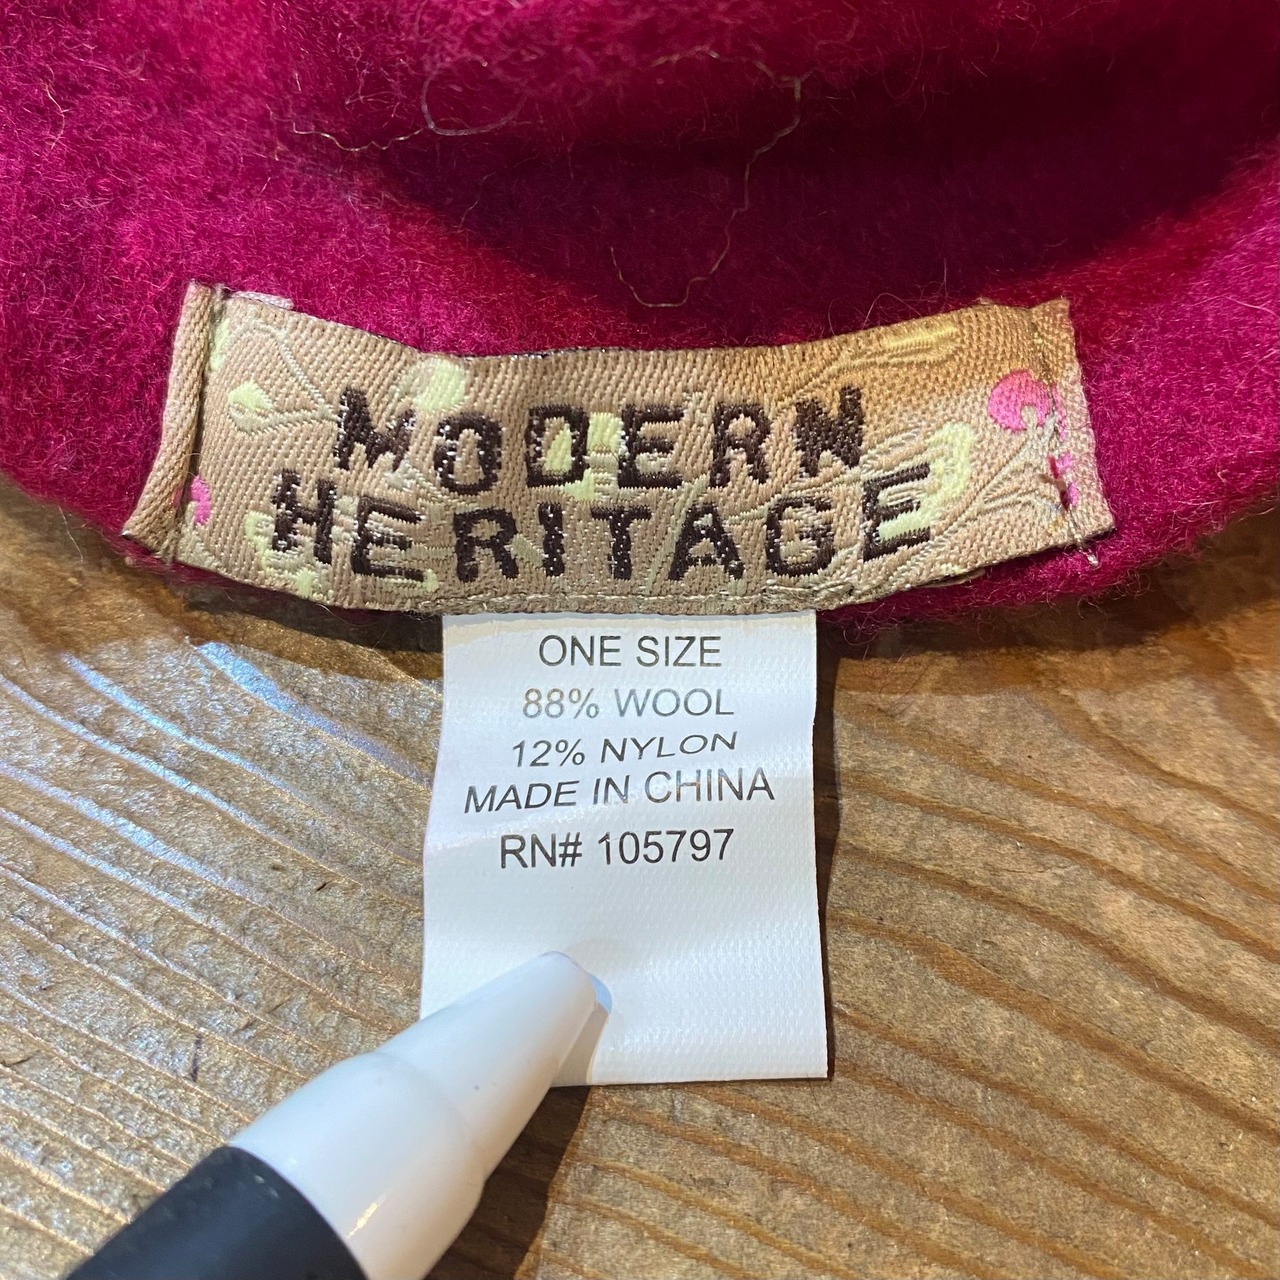 MODERN
HERITAGE
ONE SIZE
88% WOOL
12% NYLON
MADE IN CHINA
RN# 105797